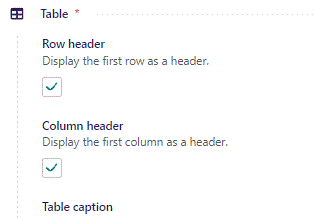 Table *
Row header
Display the first row as a header.
Column header
Display the first column as a header.
Table caption